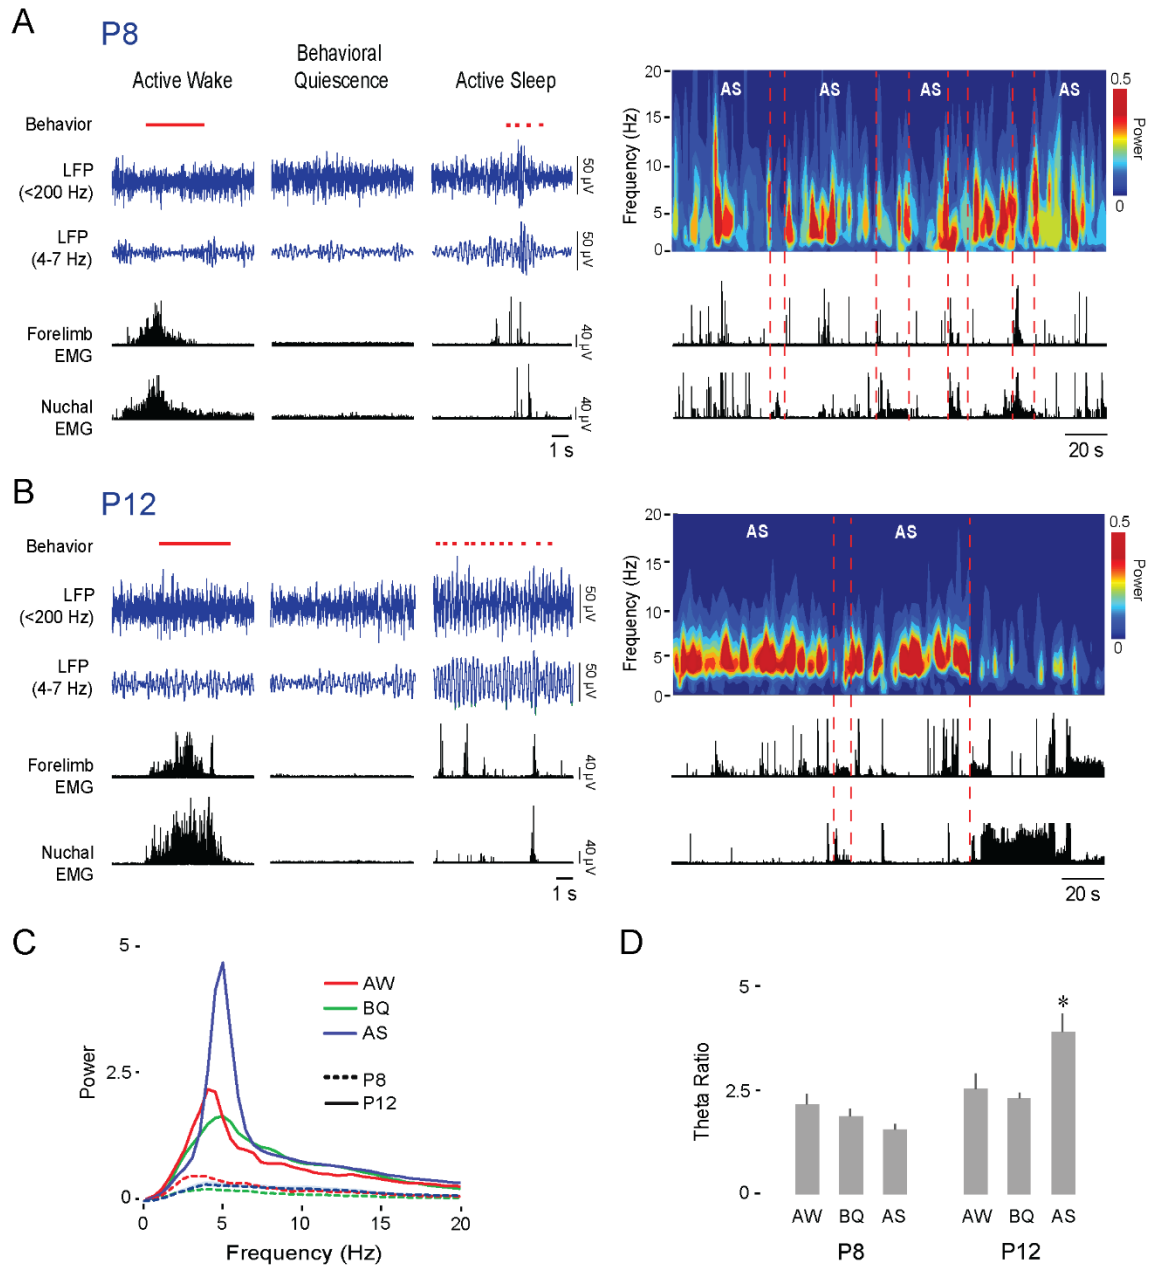 A
P8
Active Wake
Behavioral
Quiescence
Active Sleep
Behavior
LFP
(<200 Hz)
50 µV
LFP
(4-7 Hz)
50 µV
Forelimb
EMG
40 µV
Nuchal
EMG
40 µV
1 s
20
15
10
5
0
Frequency (Hz)
AS
AS
AS
AS
0.5
0
Power
20 s
B
P12
Behavior
LFP
(<200 Hz)
50 µV
LFP
(4-7 Hz)
50 µV
Forelimb
EMG
40 µV
Nuchal
EMG
40 µV
1 s
20
15
10
5
0
Frequency (Hz)
AS
AS
0.5
0
Power
20 s
C
5
2.5
0
Power
AW
BQ
AS
P8
P12
0
5
10
15
20
Frequency (Hz)
D
5
2.5
0
Theta Ratio
*
AW
BQ
AS
AW
BQ
AS
P8
P12